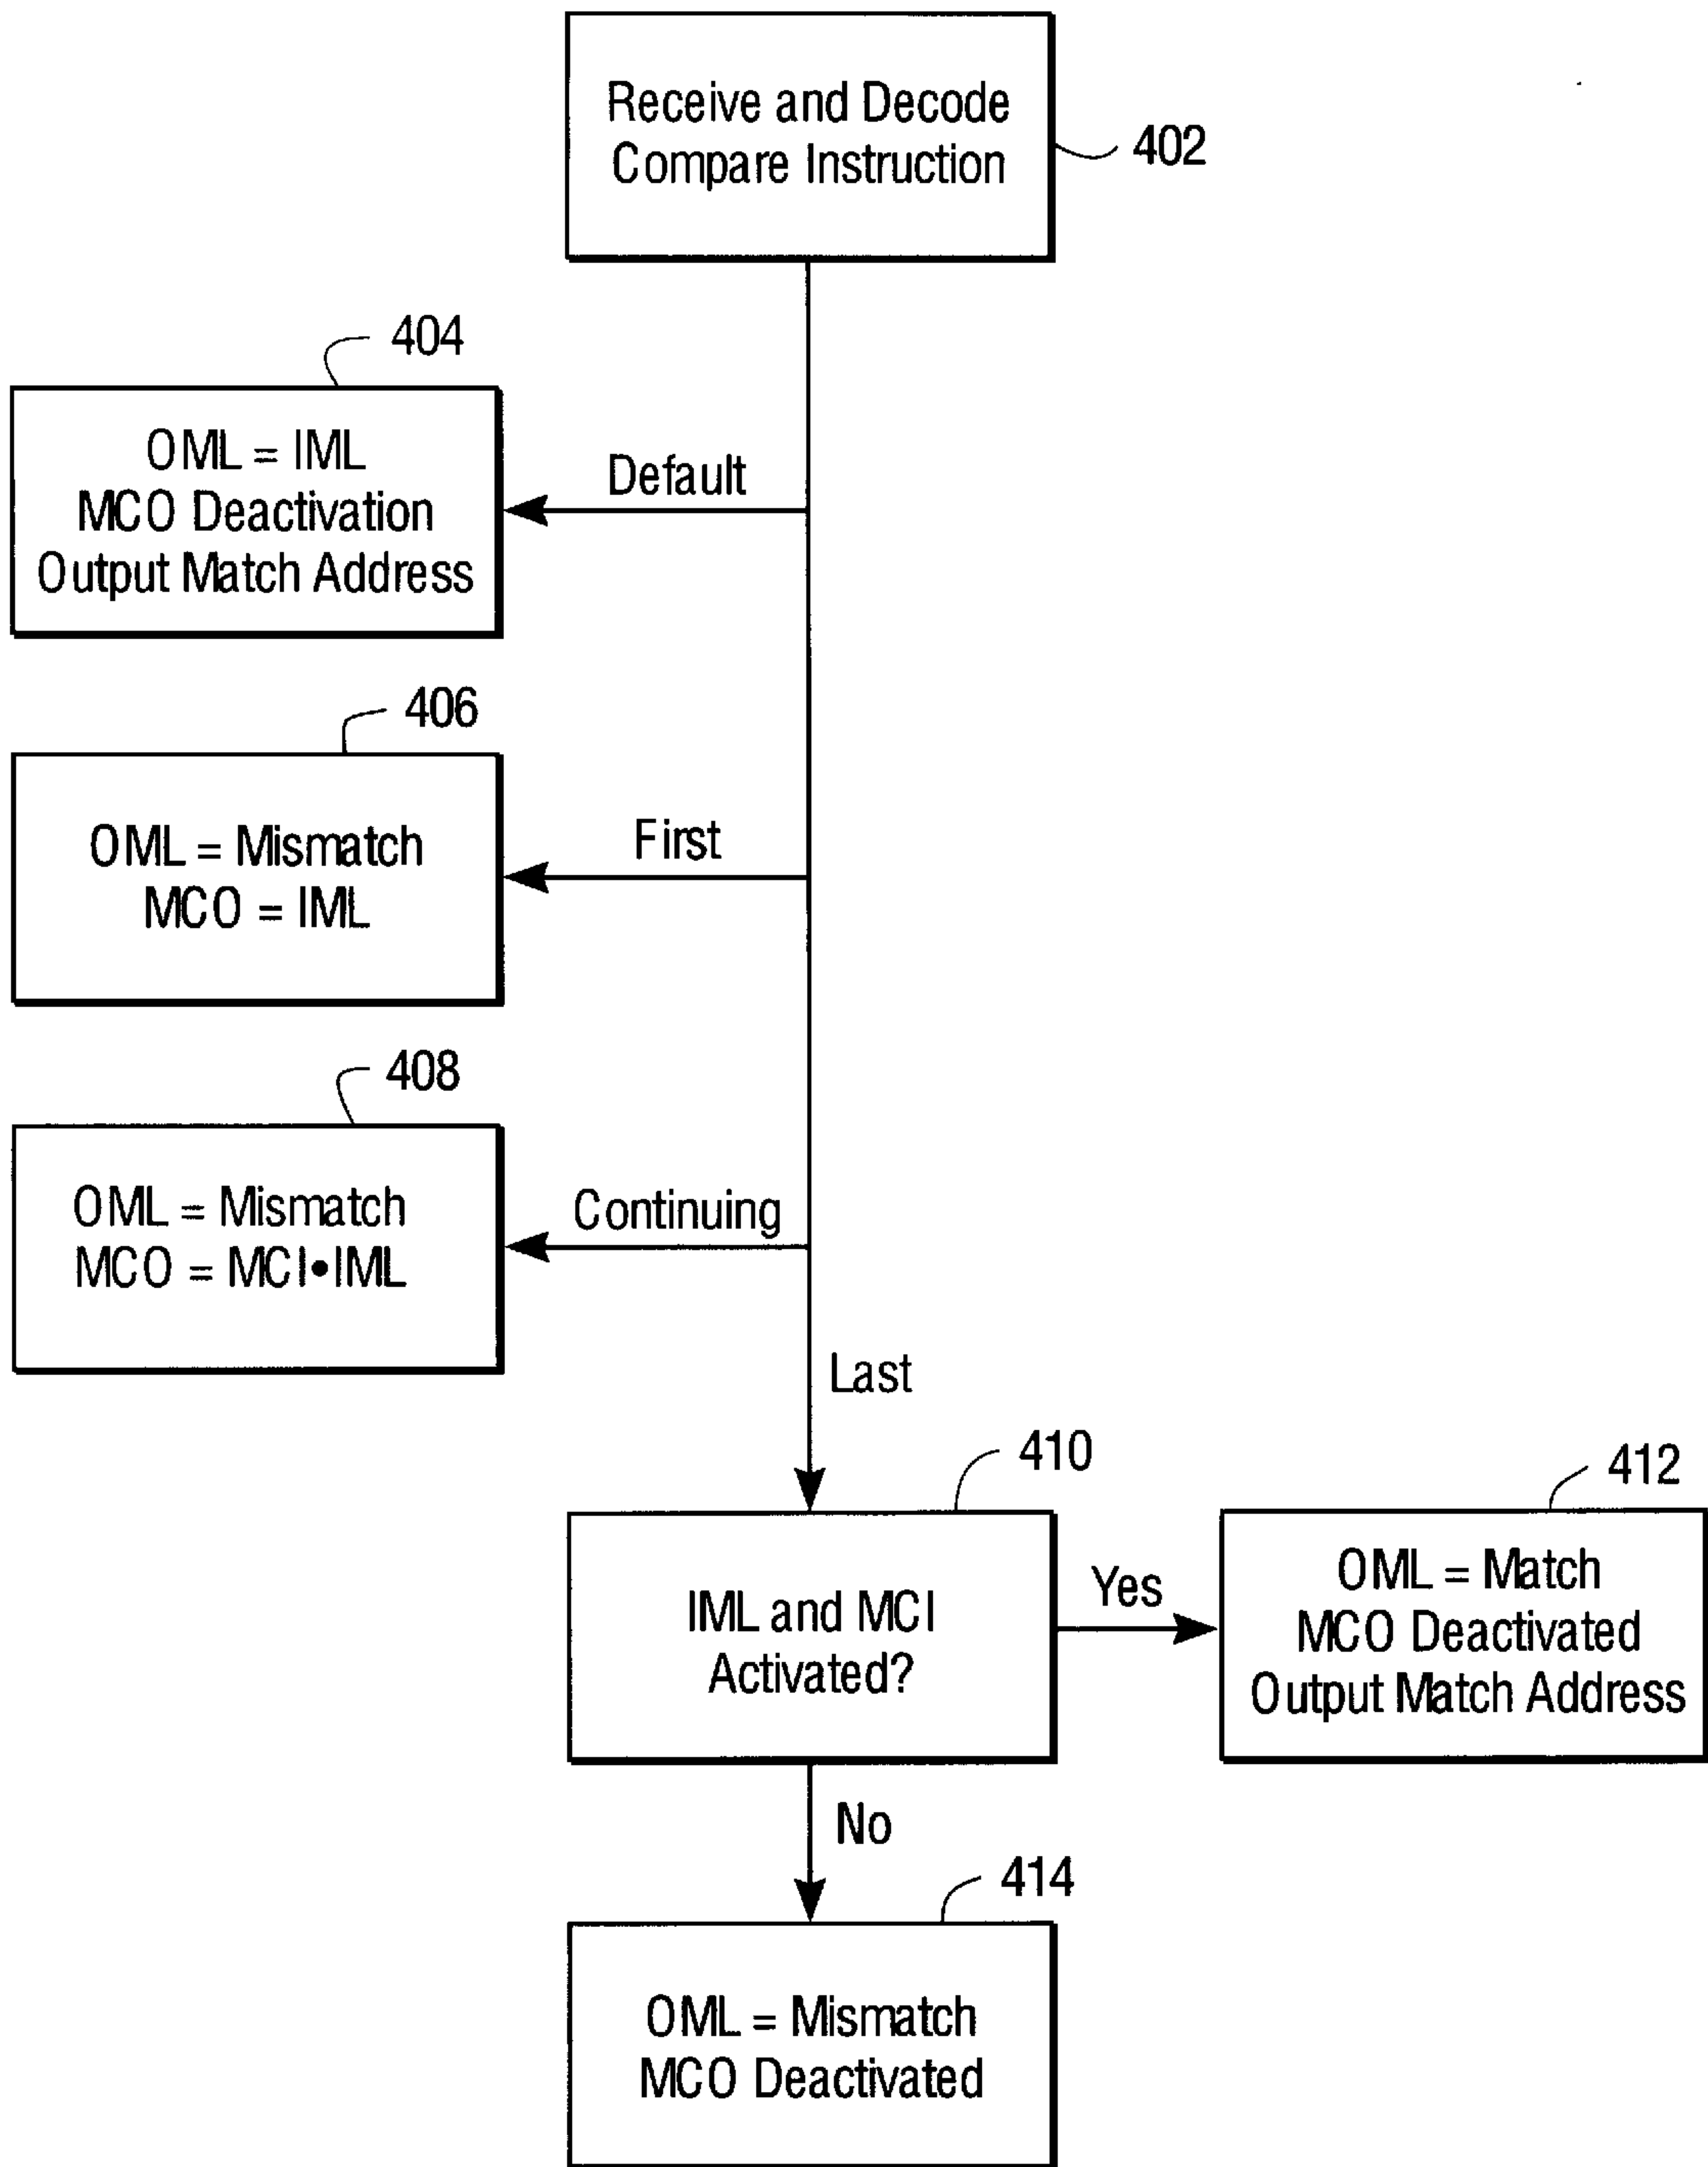 Receive and Decode
Compare Instruction
402
404
OML = IML
MCO Deactivation
Output Match Address
Default
406
OML = Mismatch
MCO = IML
First
408
OML = Mismatch
MCO = MCI•IML
Continuing
Last
410
IML and MCI
Activated?
Yes
412
OML = Match
MCO Deactivated
Output Match Address
No
414
OML = Mismatch
MCO Deactivated